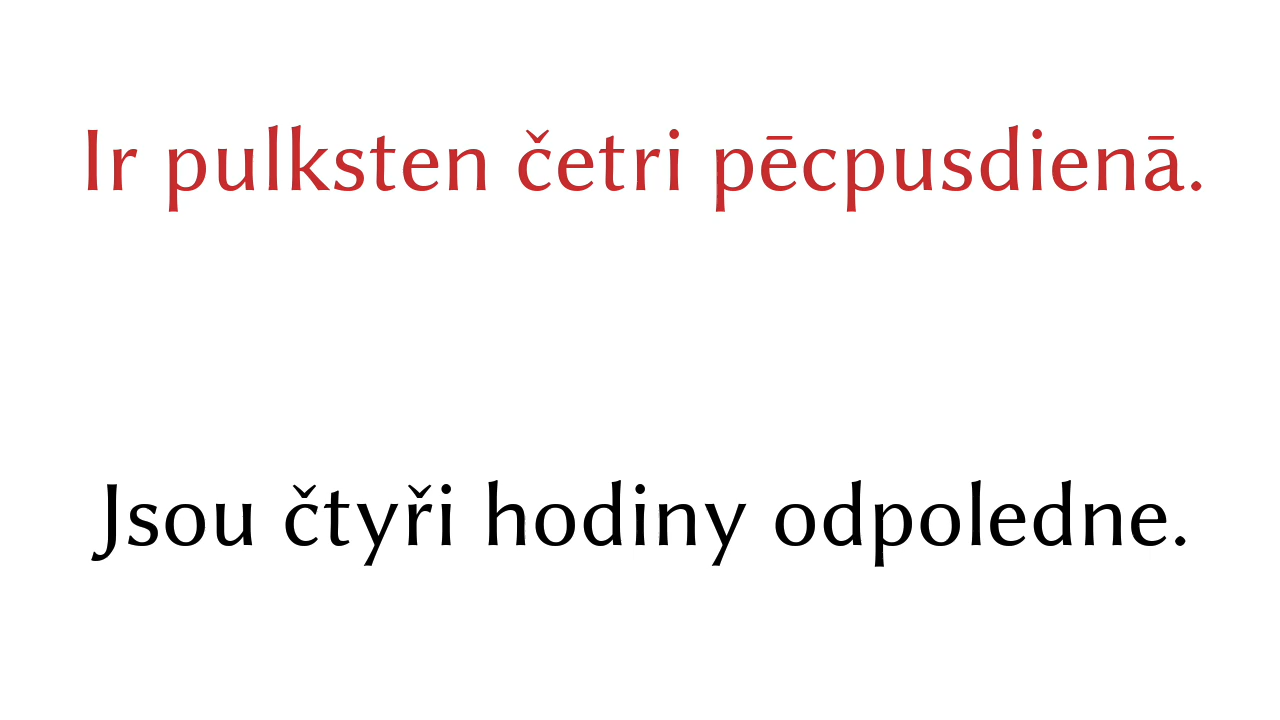 Ir pulksten četri pēcpusdienā.
Jsou čtyři hodiny odpoledne.